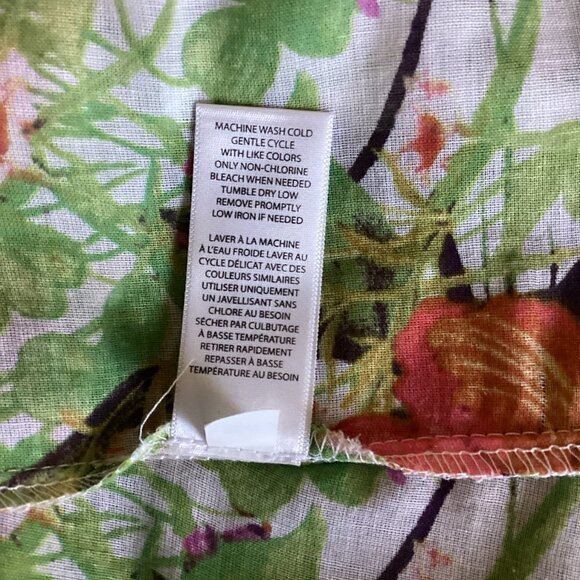 MACHINE WASH COLD
GENTLE CYCLE
WITH LIKE COLORS
ONLY NON-CHLORINE
BLEACH WHEN NEEDED
TUMBLE DRY LOW
REMOVE PROMPTLY
LOW IRON IF NEEDED
LAVER À LA MACHINE
À L'EAU FROIDE LAVER AU
CYCLE DÉLICAT AVEC DES
COULEURS SIMILAIRES
UTILISER UNIQUEMENT
UN JAVELLISANT SANS
CHLORE AU BESOIN
SÉCHER PAR CULBUTAGE
À BASSE TEMPÉRATURE
RETIRER RAPIDEMENT
REPASSER À BASSE
TEMPÉRATURE AU BESOIN